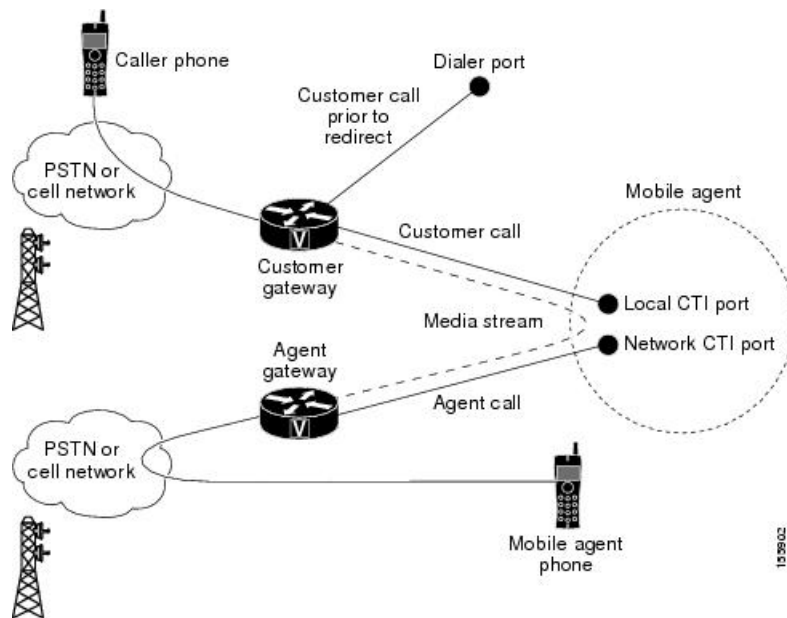 Caller phone
Dialer port
Customer call
prior to
redirect
PSTN or
cell network
Mobile agent
V
Customer
gateway
Customer call
Local CTI port
Media stream
Network CTI port
Agent
gateway
V
Agent call
PSTN or
cell network
Mobile agent
phone